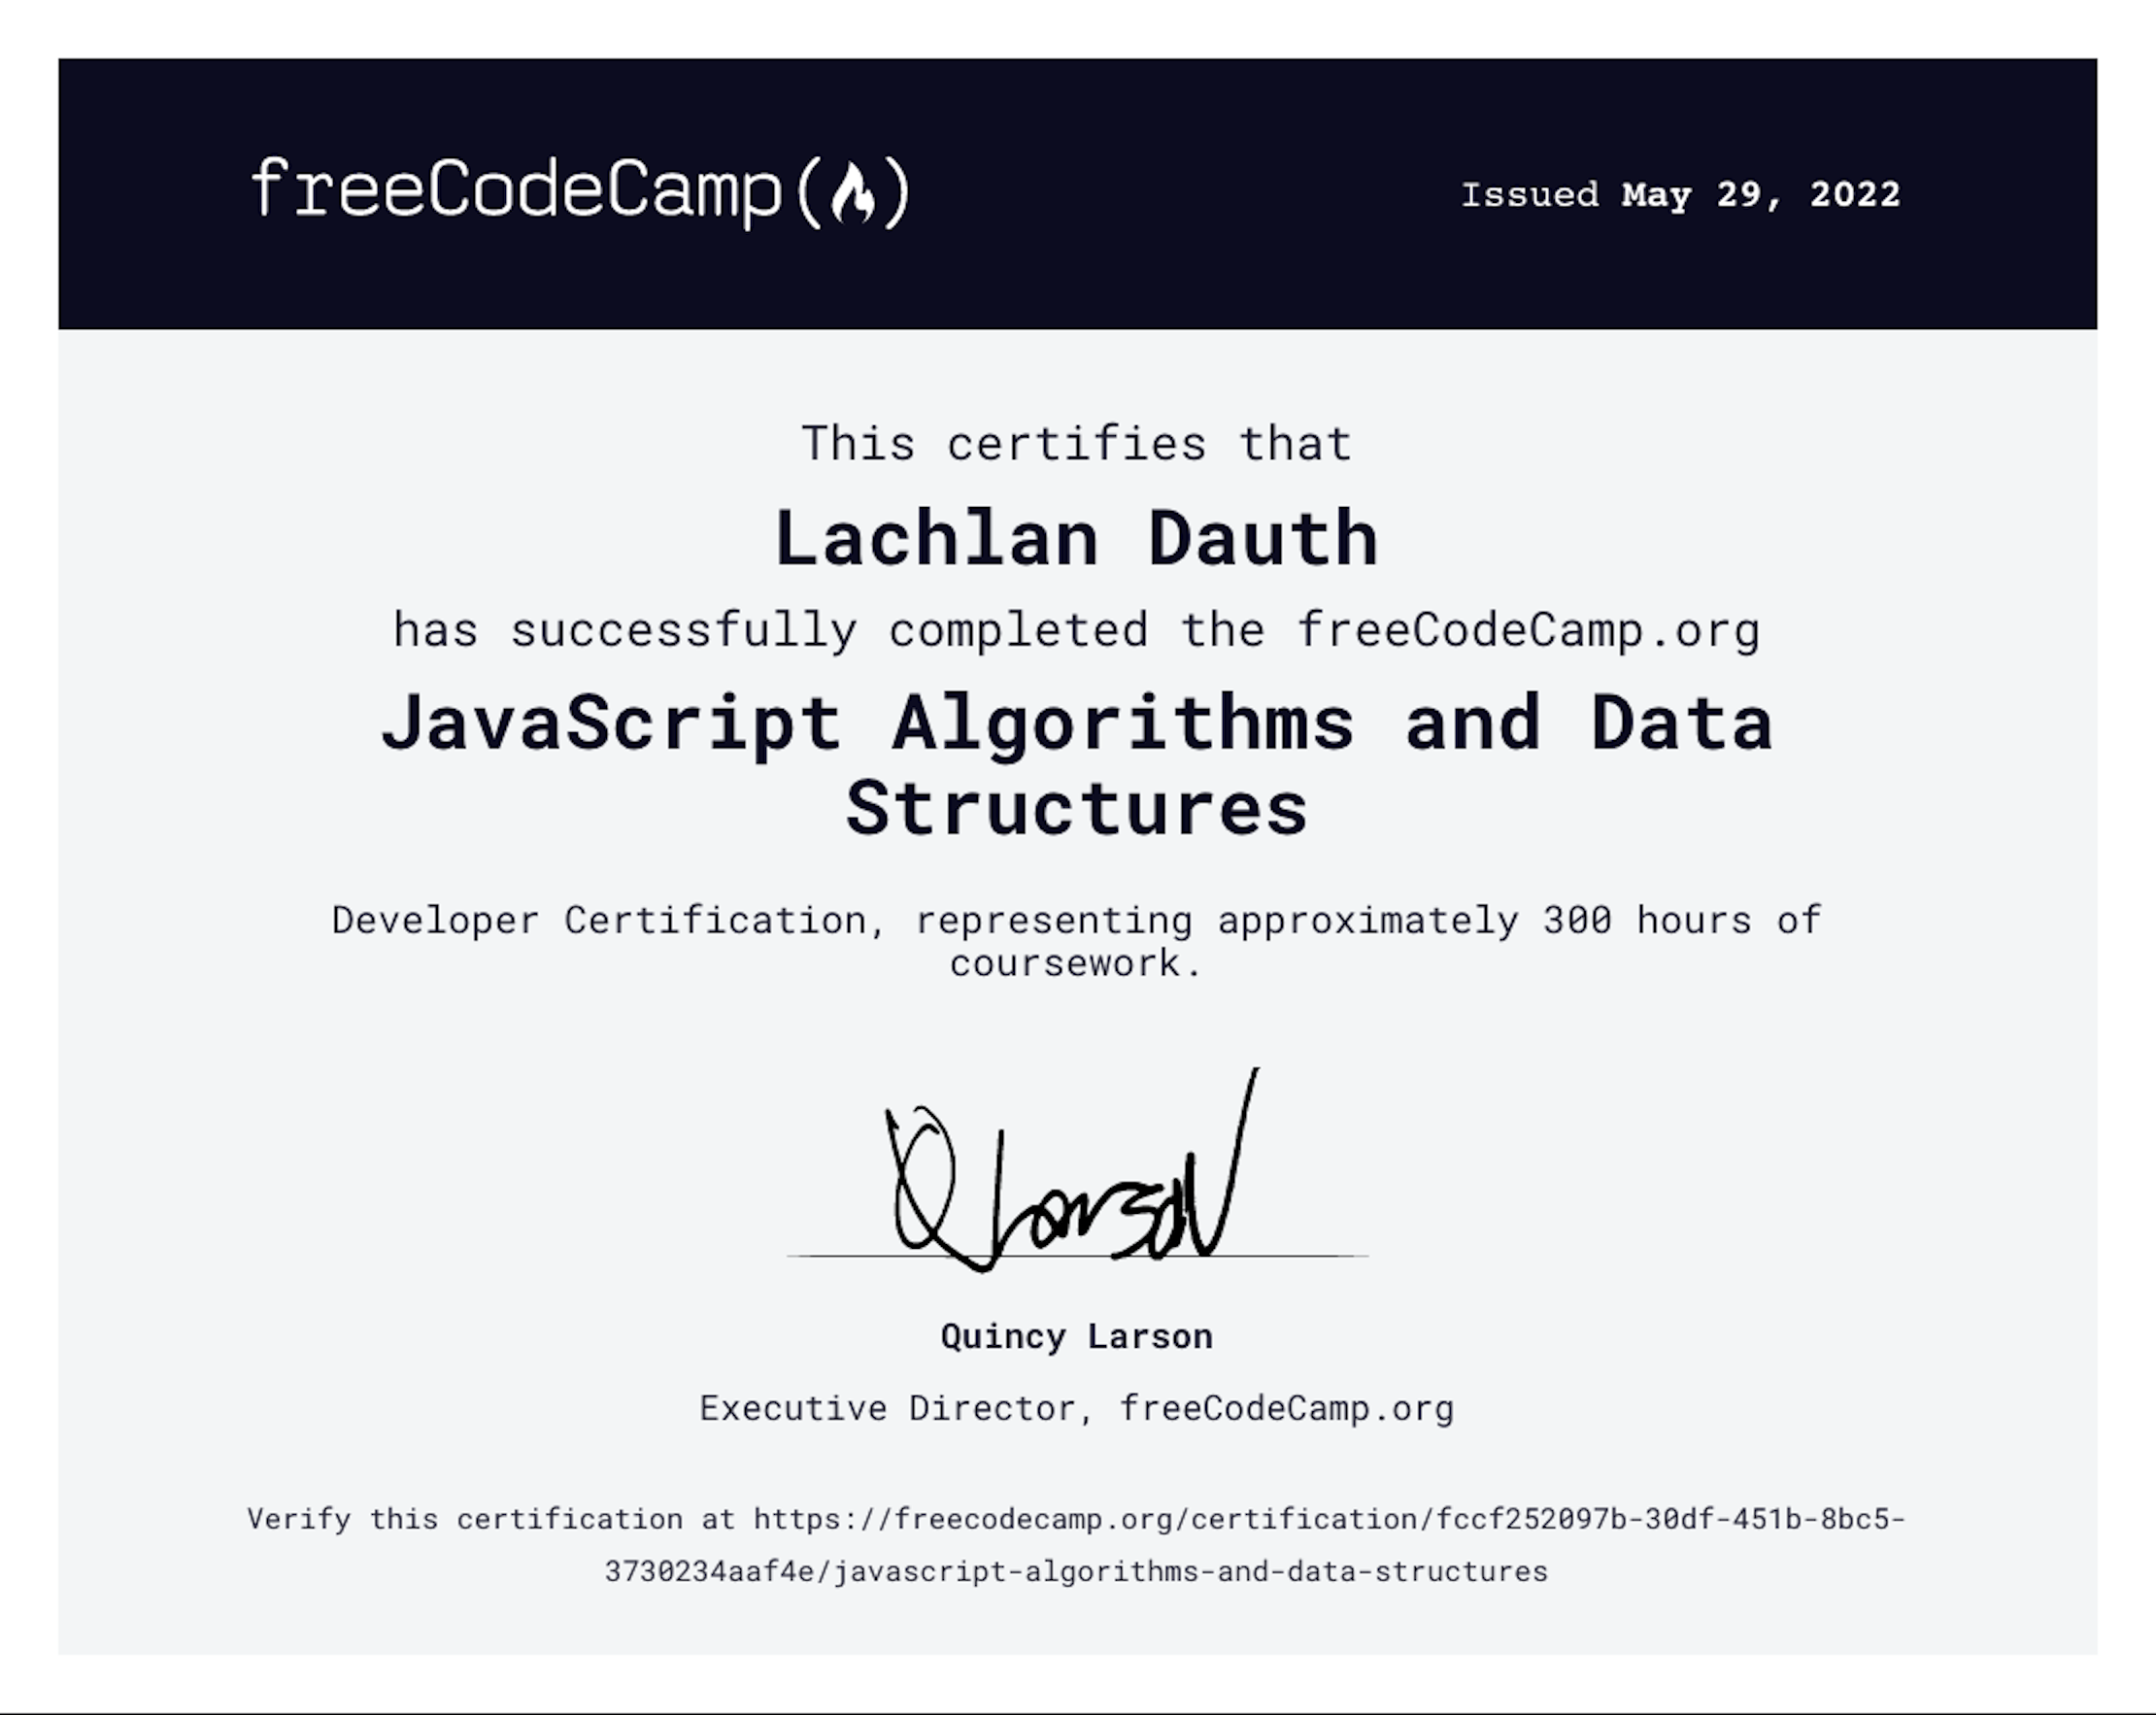 freeCodeCamp(🔥)
Issued May 29, 2022
This certifies that
Lachlan Dauth
has successfully completed the freeCodeCamp.org
JavaScript Algorithms and Data
Structures
Developer Certification, representing approximately 300 hours of
coursework.
QLarson
Quincy Larson
Executive Director, freeCodeCamp.org
Verify this certification at https://freecodecamp.org/certification/fccf252097b-30df-451b-8bc5-
3730234aaf4e/javascript-algorithms-and-data-structures